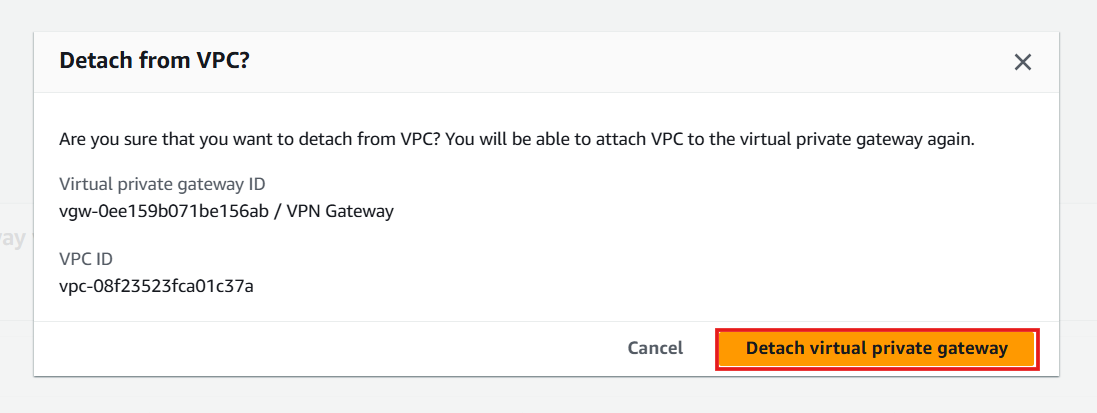 Detach from VPC?
Are you sure that you want to detach from VPC? You will be able to attach VPC to the virtual private gateway again.
Virtual private gateway ID
vgw-0ee159b071be156ab / VPN Gateway
VPC ID
vpc-08f23523fca01c37a
Cancel
Detach virtual private gateway